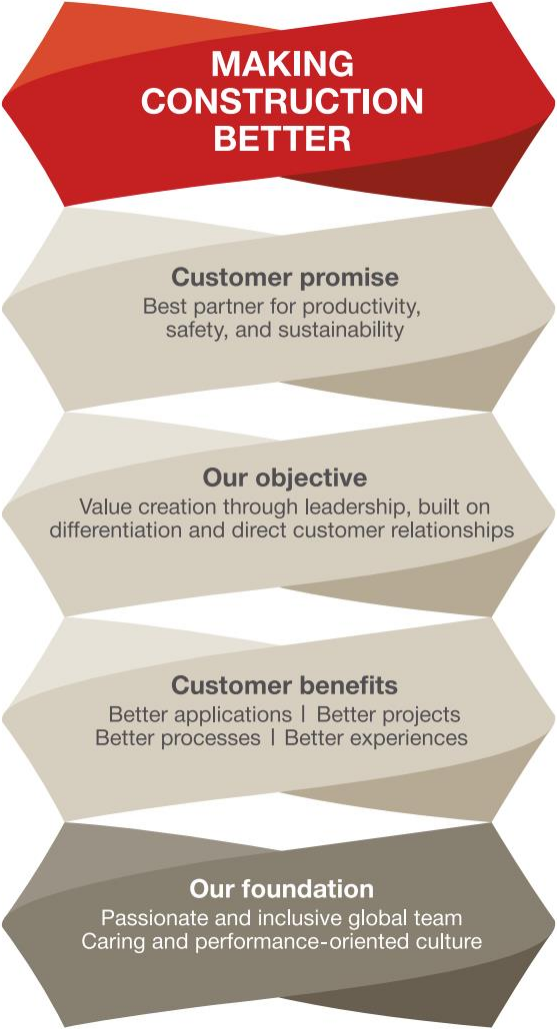 MAKING
CONSTRUCTION
BETTER
Customer promise
Best partner for productivity,
safety, and sustainability
Our objective
Value creation through leadership, built on
differentiation and direct customer relationships
Customer benefits
Better applications | Better projects
Better processes | Better experiences
Our foundation
Passionate and inclusive global team
Caring and performance-oriented culture